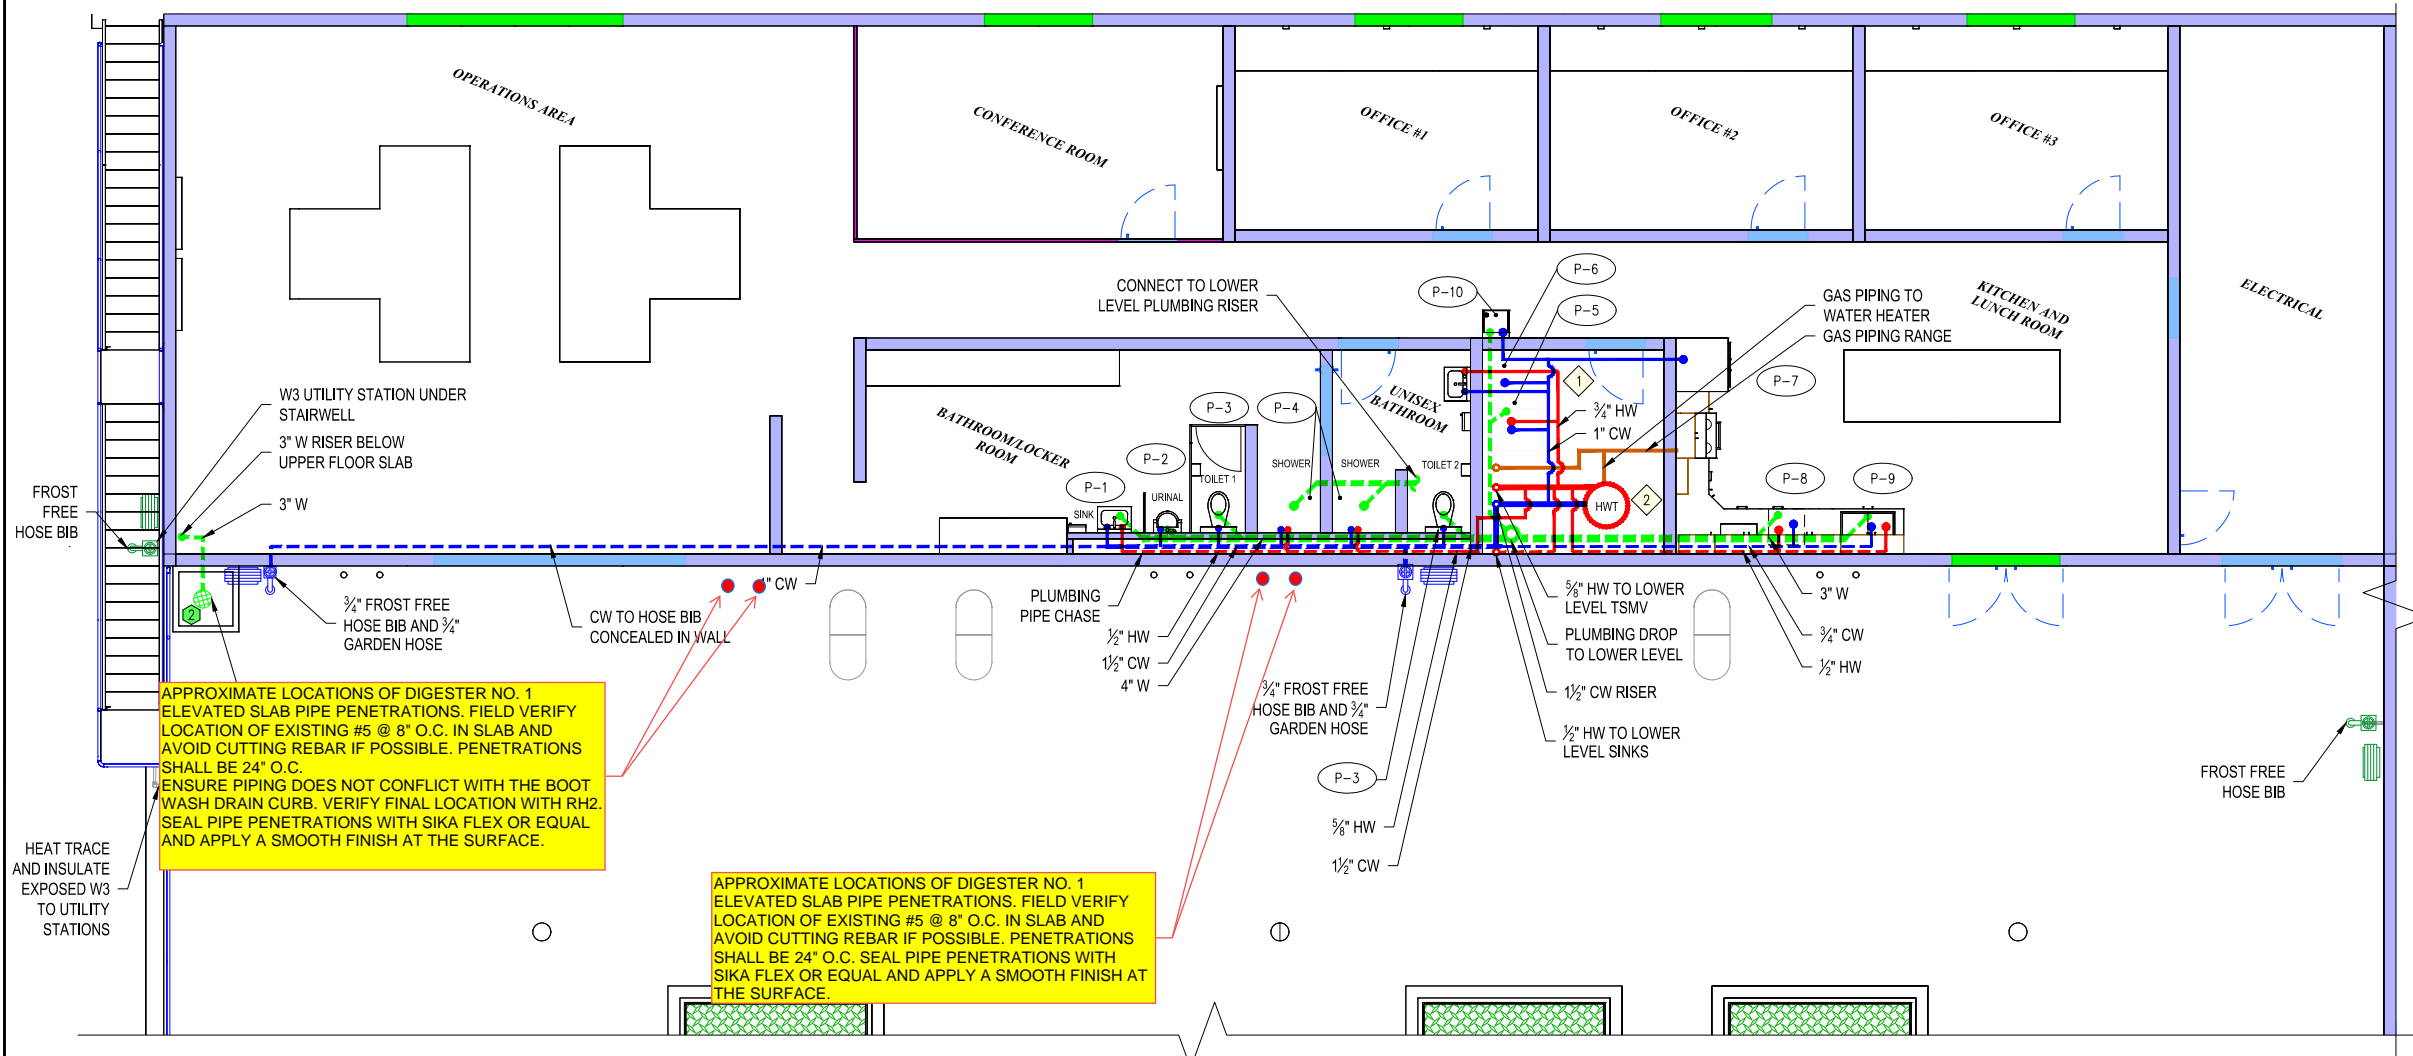 OPERATIONS AREA
CONFERENCE ROOM
OFFICE #1
OFFICE #2
OFFICE #3
ELECTRICAL
KITCHEN AND
LUNCH ROOM
CONNECT TO LOWER
LEVEL PLUMBING RISER
P-10
P-6
P-5
GAS PIPING TO
WATER HEATER
GAS PIPING RANGE
P-7
1
¾" HW
1" CW
UNISEX
BATHROOM
BATHROOM/LOCKER
ROOM
P-3
P-4
P-2
P-1
SHOWER
SHOWER
TOILET 1
TOILET 2
URINAL
SINK
HWT
2
P-8
P-9
W3 UTILITY STATION UNDER
STAIRWELL
3" W RISER BELOW
UPPER FLOOR SLAB
3" W
FROST
FREE
HOSE BIB
2
¾" FROST FREE
HOSE BIB AND ¾"
GARDEN HOSE
CW TO HOSE BIB
CONCEALED IN WALL
1" CW
PLUMBING
PIPE CHASE
½" HW
1½" CW
4" W
¾" FROST FREE
HOSE BIB AND ¾"
GARDEN HOSE
P-3
⅝" HW
1½" CW
⅝" HW TO LOWER
LEVEL TSMV
PLUMBING DROP
TO LOWER LEVEL
1½" CW RISER
½" HW TO LOWER
LEVEL SINKS
3" W
¾" CW
½" HW
FROST FREE
HOSE BIB
APPROXIMATE LOCATIONS OF DIGESTER NO. 1
ELEVATED SLAB PIPE PENETRATIONS. FIELD VERIFY
LOCATION OF EXISTING #5 @ 8" O.C. IN SLAB AND
AVOID CUTTING REBAR IF POSSIBLE. PENETRATIONS
SHALL BE 24" O.C.
ENSURE PIPING DOES NOT CONFLICT WITH THE BOOT
WASH DRAIN CURB. VERIFY FINAL LOCATION WITH RH2.
SEAL PIPE PENETRATIONS WITH SIKA FLEX OR EQUAL
AND APPLY A SMOOTH FINISH AT THE SURFACE.
HEAT TRACE
AND INSULATE
EXPOSED W3
TO UTILITY
STATIONS
APPROXIMATE LOCATIONS OF DIGESTER NO. 1
ELEVATED SLAB PIPE PENETRATIONS. FIELD VERIFY
LOCATION OF EXISTING #5 @ 8" O.C. IN SLAB AND
AVOID CUTTING REBAR IF POSSIBLE. PENETRATIONS
SHALL BE 24" O.C. SEAL PIPE PENETRATIONS WITH
SIKA FLEX OR EQUAL AND APPLY A SMOOTH FINISH AT
THE SURFACE.